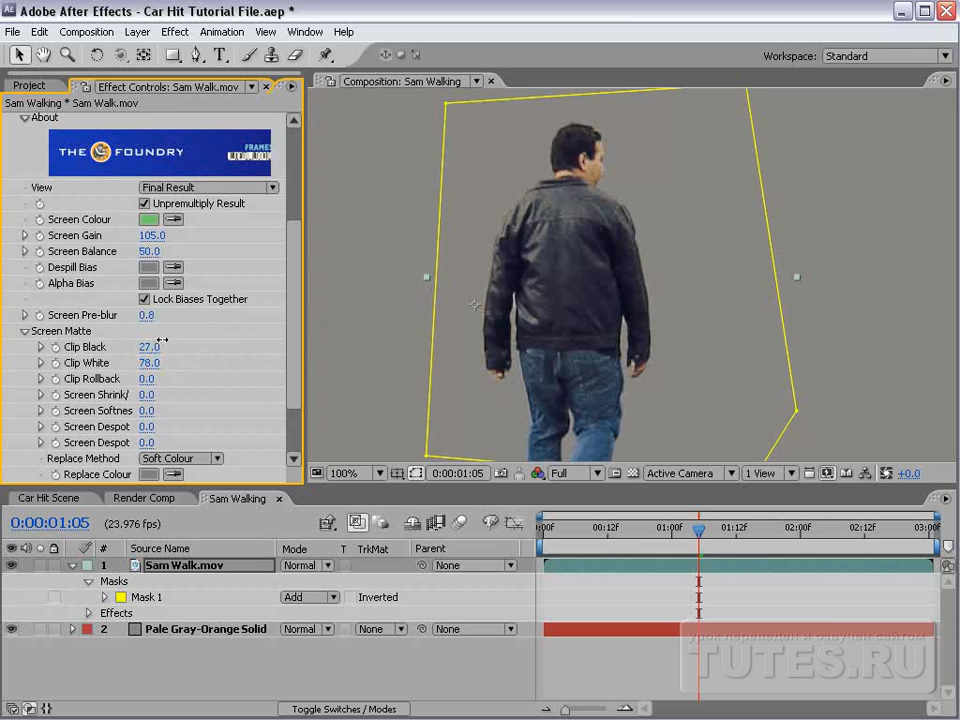 Adobe After Effects - Car Hit Tutorial File.aep *
File Edit Composition Layer Effect Animation View Window Help
Workspace: Standard
Project Effect Controls: Sam Walk.mov
Composition: Sam Walking
Sam Walking * Sam Walk.mov
About
THE FOUNDRY
View Final Result
Unpremultiply Result
Screen Colour
Screen Gain 105.0
Screen Balance 50.0
Despill Bias
Alpha Bias
Lock Biases Together
Screen Pre-blur 0.8
Screen Matte
Clip Black 27.0
Clip White 78.0
Clip Rollback 0.0
Screen Shrink/ 0.0
Screen Softnes 0.0
Screen Despot 0.0
Screen Despot 0.0
Replace Method Soft Colour
Replace Colour
100% 0:00:01:05 Full Active Camera 1 View +0.0
Car Hit Scene Render Comp Sam Walking
0:00:01:05 (23.976 fps)
:00f 00:12f 01:00f 01:12f 02:00f 02:12f 03:00f
# Source Name Mode T TrkMat Parent
1 Sam Walk.mov Normal None
Masks
Mask 1 Add Inverted
Effects
2 Pale Gray-Orange Solid Normal None None
урок переведен и озвучен сайтом
TUTES.RU
Toggle Switches / Modes